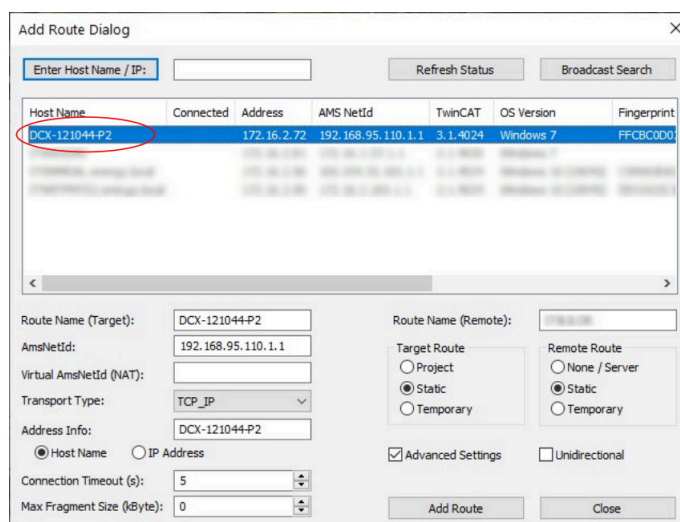 Add Route Dialog
Enter Host Name / IP: Refresh Status Broadcast Search
Host Name Connected Address AMS NetId TwinCAT OS Version Fingerprint
DCX-121044-P2 172.16.2.72 192.168.95.110.1.1 3.1.4024 Windows 7 FFCBC0D0
Route Name (Target): DCX-121044-P2 Route Name (Remote):
AmsNetId: 192.168.95.110.1.1 Target Route Remote Route
Virtual AmsNetId (NAT): Project None / Server
Transport Type: TCP_IP Static Static
Temporary Temporary
Address Info: DCX-121044-P2
Host Name IP Address Advanced Settings Unidirectional
Connection Timeout (s): 5
Max Fragment Size (kByte): 0 Add Route Close